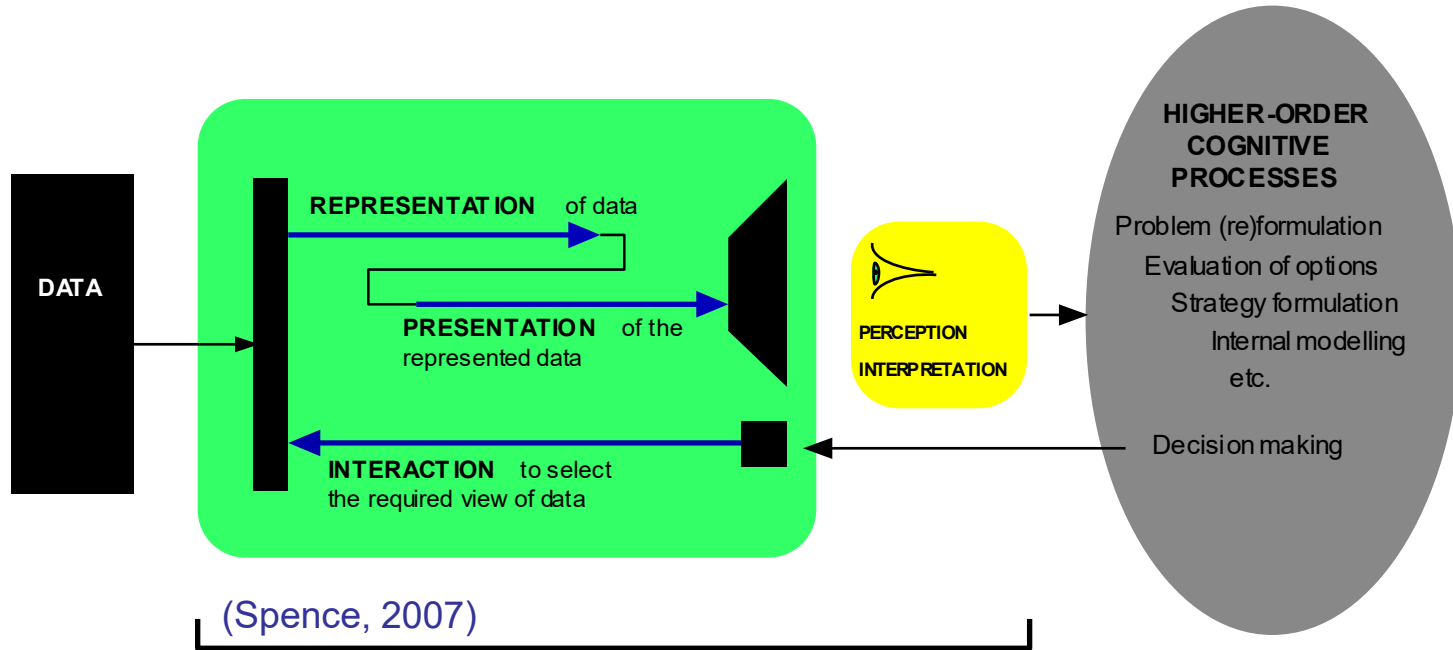 DATA
REPRESENTATION of data
PRESENTATION of the
represented data
INTERACTION to select
the required view of data
PERCEPTION
INTERPRETATION
HIGHER-ORDER
COGNITIVE
PROCESSES
Problem (re)formulation
Evaluation of options
Strategy formulation
Internal modelling
etc.
Decision making
(Spence, 2007)